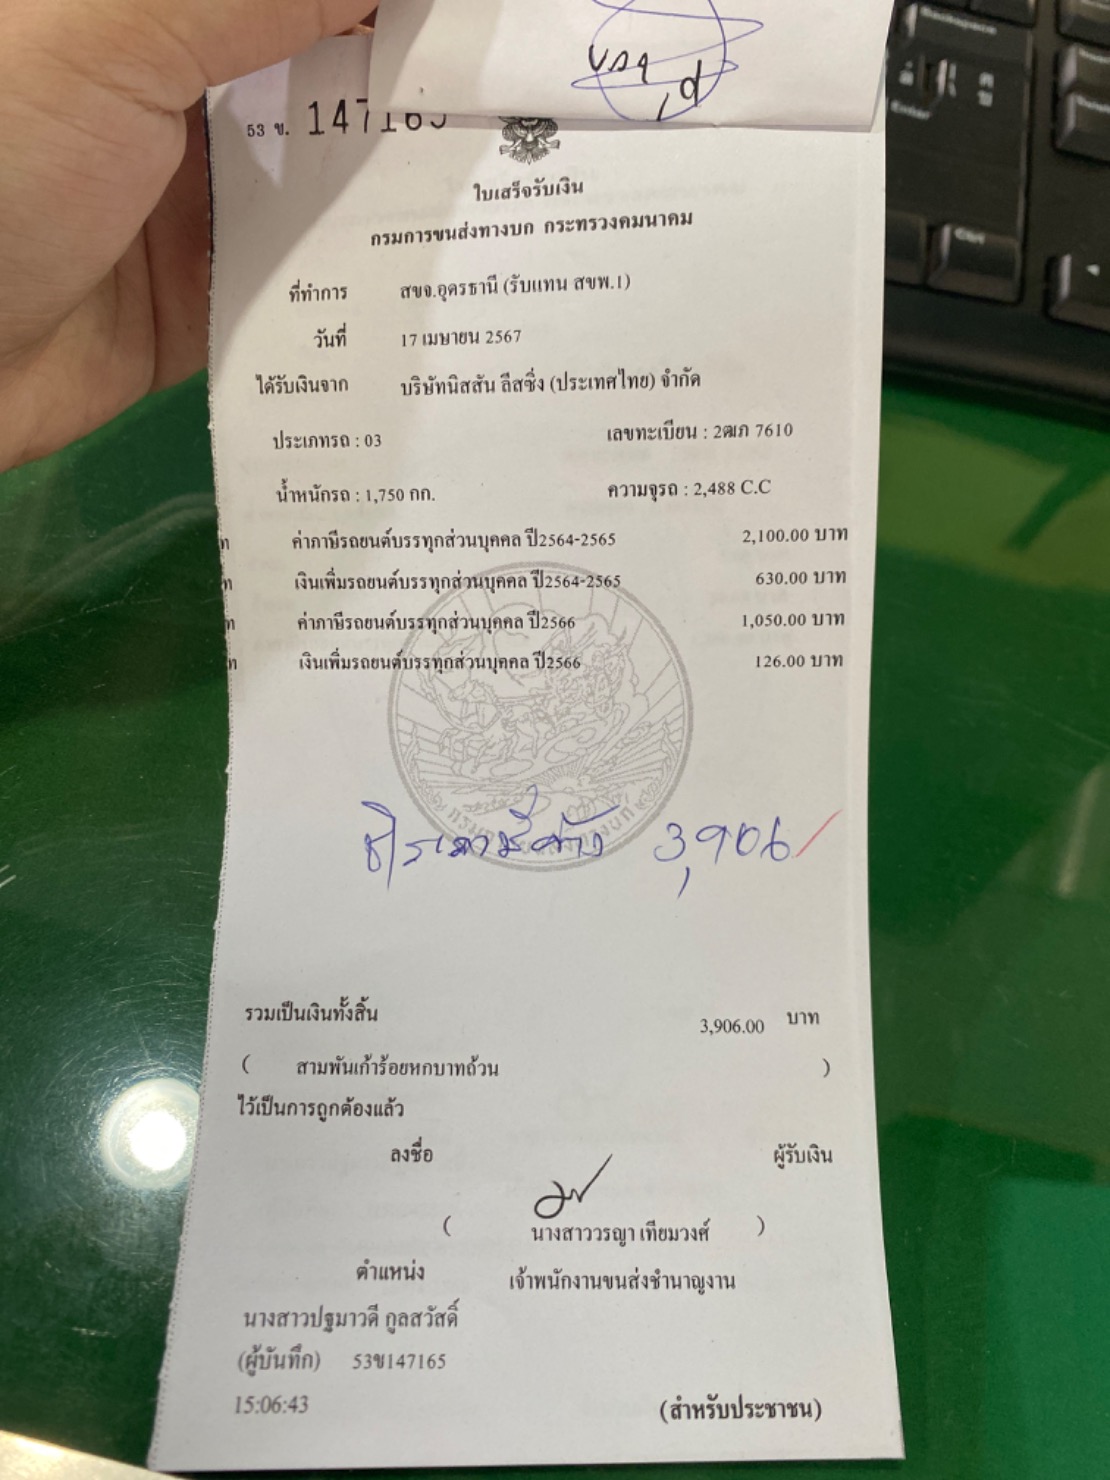 53 ข. 147165
ใบเสร็จรับเงิน
กรมการขนส่งทางบก กระทรวงคมนาคม
ที่ทำการ สขจ.อุดรธานี (รับแทน สขพ.1)
วันที่ 17 เมษายน 2567
ได้รับเงินจาก บริษัทนิสสัน ลีสซิ่ง (ประเทศไทย) จำกัด
ประเภทรถ : 03 เลขทะเบียน : 2ฒภ 7610
น้ำหนักรถ : 1,750 กก. ความจุรถ : 2,488 C.C
ค่าภาษีรถยนต์บรรทุกส่วนบุคคล ปี2564-2565 2,100.00 บาท
เงินเพิ่มรถยนต์บรรทุกส่วนบุคคล ปี2564-2565 630.00 บาท
ค่าภาษีรถยนต์บรรทุกส่วนบุคคล ปี2566 1,050.00 บาท
เงินเพิ่มรถยนต์บรรทุกส่วนบุคคล ปี2566 126.00 บาท
3,906
รวมเป็นเงินทั้งสิ้น 3,906.00 บาท
( สามพันเก้าร้อยหกบาทถ้วน )
ไว้เป็นการถูกต้องแล้ว
ลงชื่อ ผู้รับเงิน
( นางสาววรญา เทียมวงศ์ )
ตำแหน่ง เจ้าพนักงานขนส่งชำนาญงาน
นางสาวปฐมาวดี กูลสวัสดิ์
(ผู้บันทึก) 53ข147165
15:06:43 (สำหรับประชาชน)